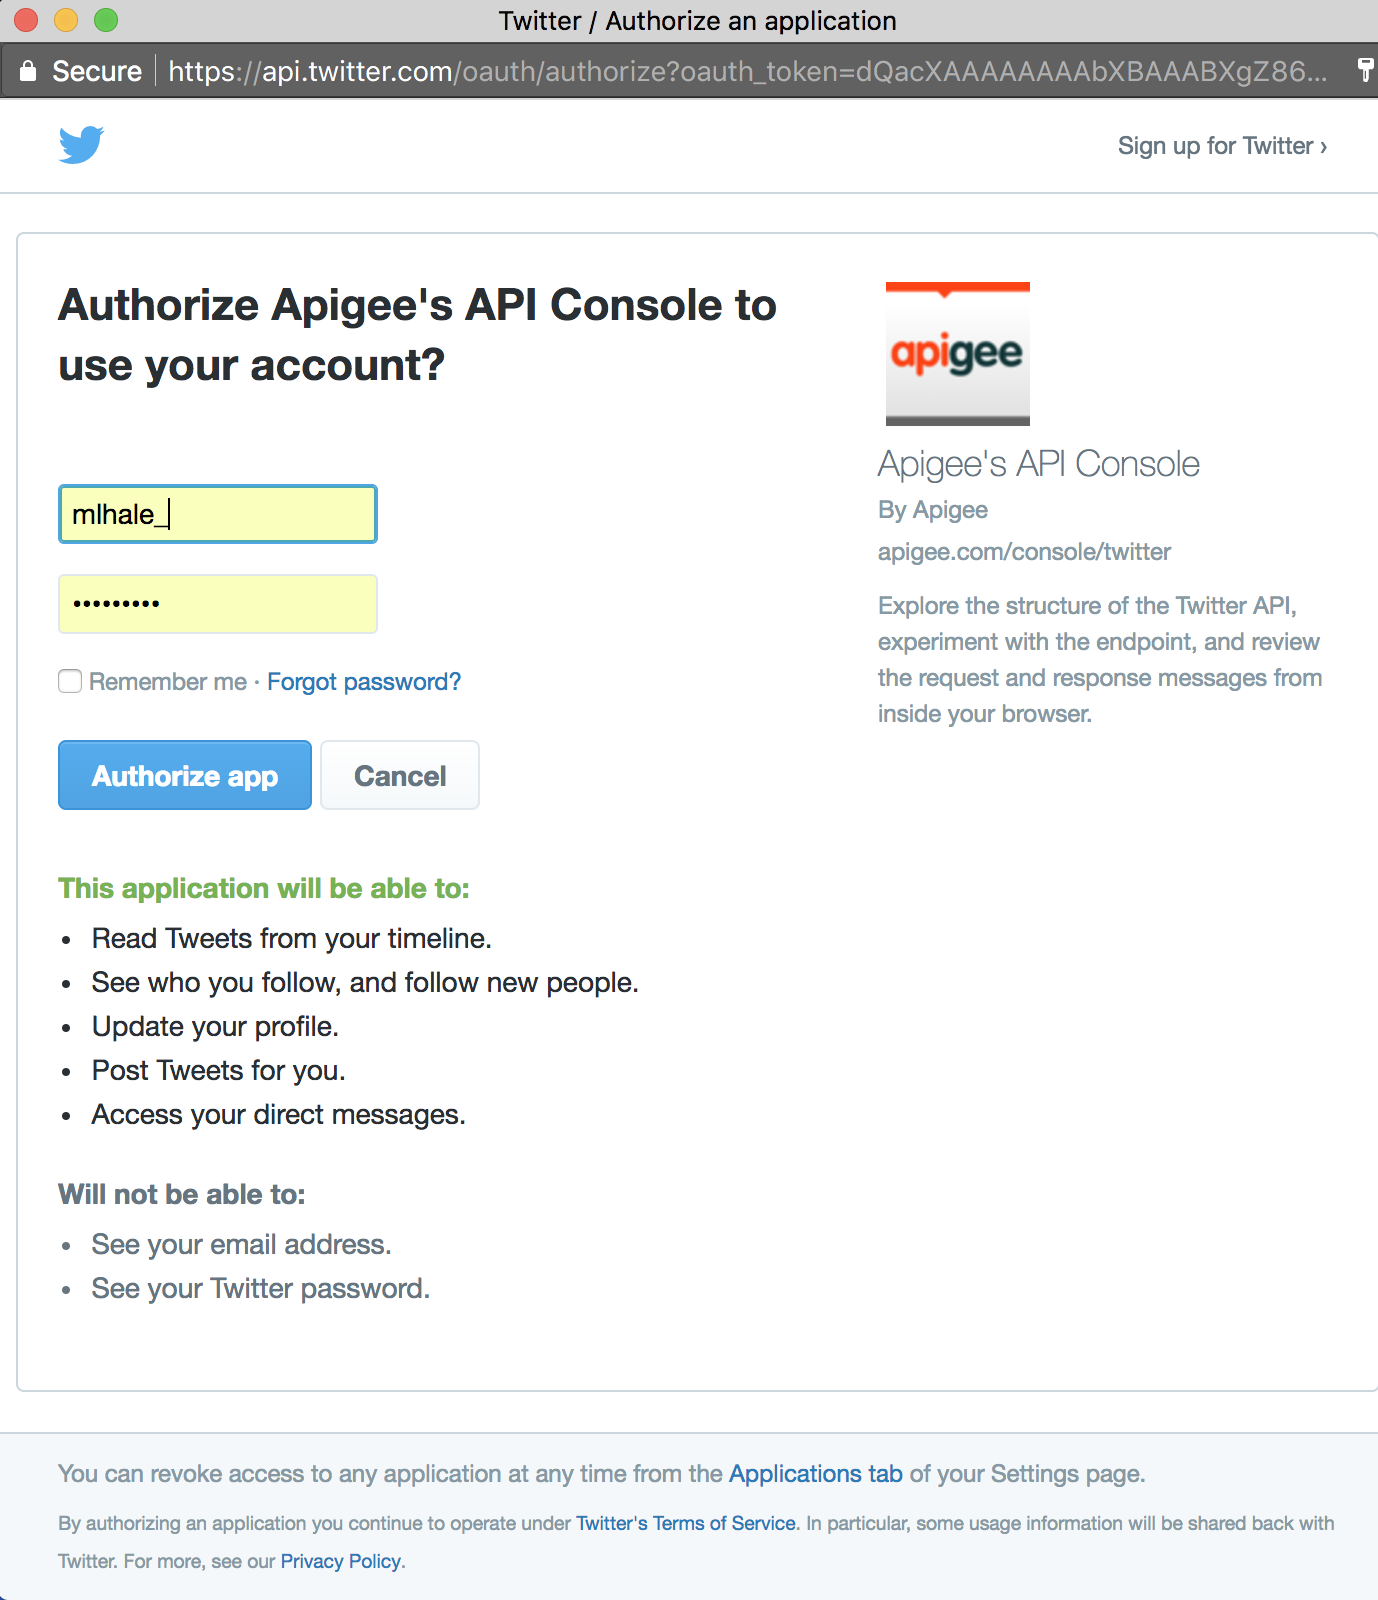 Twitter / Authorize an application
Secure https://api.twitter.com/oauth/authorize?oauth_token=dQacXAAAAAAAAbXBAAABXgZ86...
Sign up for Twitter ›
Authorize Apigee's API Console to
use your account?
mlhale_
•••••••••
Remember me · Forgot password?
Authorize app Cancel
This application will be able to:
• Read Tweets from your timeline.
• See who you follow, and follow new people.
• Update your profile.
• Post Tweets for you.
• Access your direct messages.
Will not be able to:
• See your email address.
• See your Twitter password.
apigee
Apigee's API Console
By Apigee
apigee.com/console/twitter
Explore the structure of the Twitter API,
experiment with the endpoint, and review
the request and response messages from
inside your browser.
You can revoke access to any application at any time from the Applications tab of your Settings page.
By authorizing an application you continue to operate under Twitter's Terms of Service. In particular, some usage information will be shared back with
Twitter. For more, see our Privacy Policy.